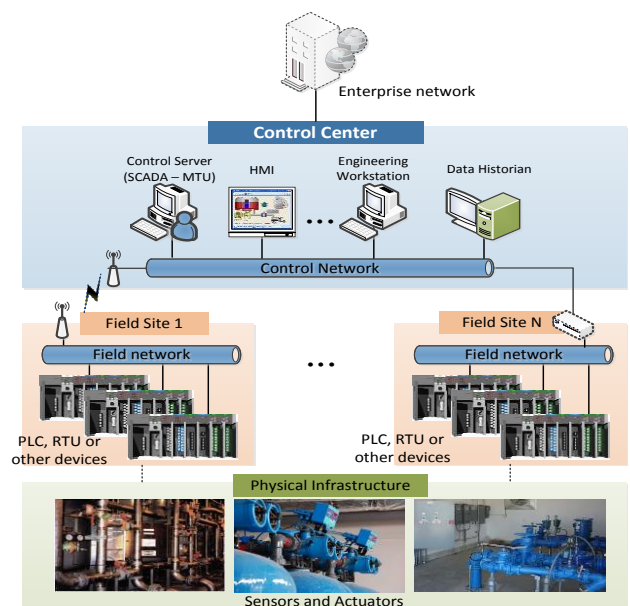 Enterprise network
Control Center
Control Server
(SCADA – MTU)
HMI
Engineering
Workstation
Data Historian
Control Network
Field Site 1
Field Site N
Field network
Field network
PLC, RTU or
other devices
PLC, RTU or
other devices
Physical Infrastructure
Sensors and Actuators